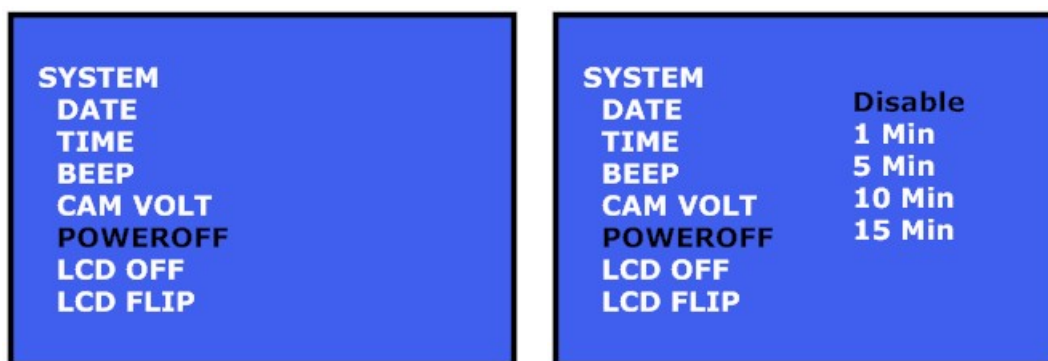 SYSTEM
DATE
TIME
BEEP
CAM VOLT
POWEROFF
LCD OFF
LCD FLIP
SYSTEM
DATE
TIME
BEEP
CAM VOLT
POWEROFF
LCD OFF
LCD FLIP
Disable
1 Min
5 Min
10 Min
15 Min